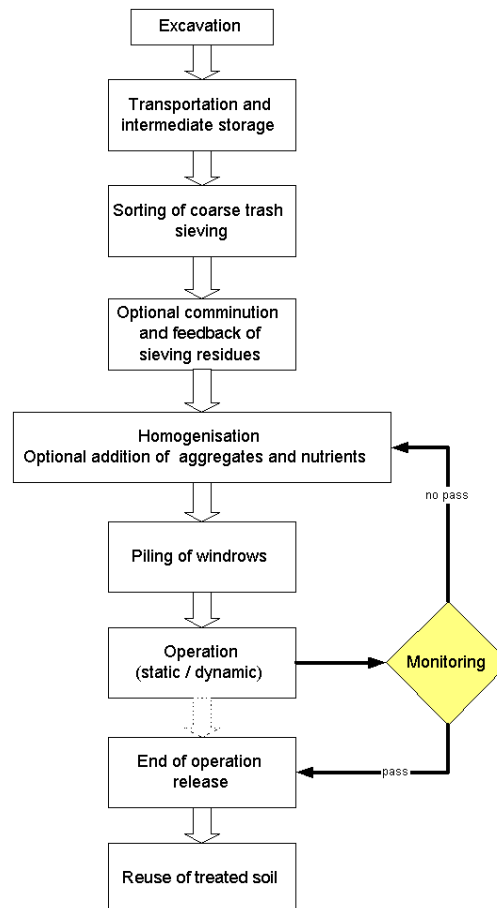 Excavation
Transportation and
intermediate storage
Sorting of coarse trash
sieving
Optional comminution
and feedback of
sieving residues
Homogenisation
Optional addition of aggregates and nutrients
no pass
Piling of windrows
Operation
(static / dynamic)
Monitoring
End of operation
release
pass
Reuse of treated soil